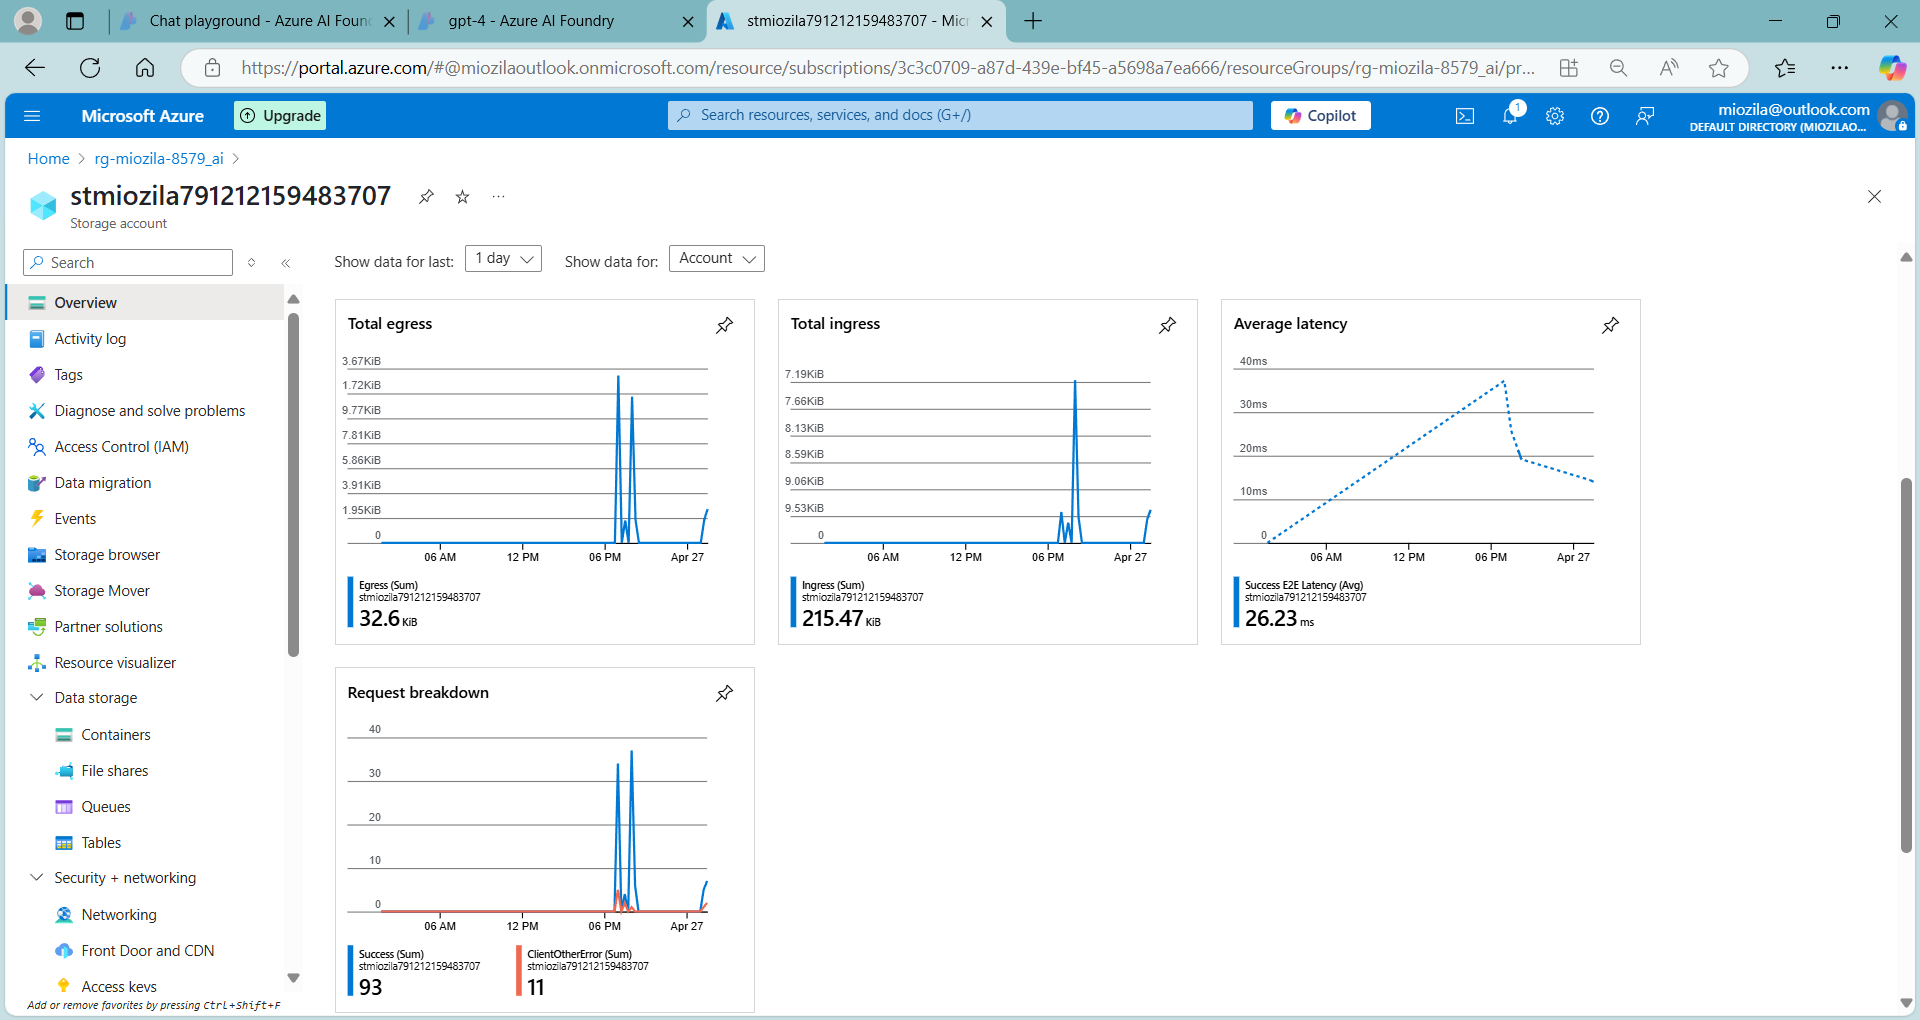 Chat playground - Azure AI Foun
gpt-4 - Azure AI Foundry
stmiozila791212159483707 - Micr
https://portal.azure.com/#@miozilaoutlook.onmicrosoft.com/resource/subscriptions/3c3c0709-a87d-439e-bf45-a5698a7ea666/resourceGroups/rg-miozila-8579_ai/pr...
Microsoft Azure
Upgrade
Search resources, services, and docs (G+/)
Copilot
1
miozila@outlook.com
DEFAULT DIRECTORY (MIOZILAO...
Home > rg-miozila-8579_ai >
stmiozila791212159483707
Storage account
Search
Overview
Activity log
Tags
Diagnose and solve problems
Access Control (IAM)
Data migration
Events
Storage browser
Storage Mover
Partner solutions
Resource visualizer
Data storage
Containers
File shares
Queues
Tables
Security + networking
Networking
Front Door and CDN
Access keys
Add or remove favorites by pressing Ctrl+Shift+F
Show data for last: 1 day
Show data for: Account
Total egress
3.67KiB
1.72KiB
9.77KiB
7.81KiB
5.86KiB
3.91KiB
1.95KiB
0
06 AM 12 PM 06 PM Apr 27
Egress (Sum)
stmiozila791212159483707
32.6 KiB
Total ingress
7.19KiB
7.66KiB
8.13KiB
8.59KiB
9.06KiB
9.53KiB
0
06 AM 12 PM 06 PM Apr 27
Ingress (Sum)
stmiozila791212159483707
215.47 KiB
Average latency
40ms
30ms
20ms
10ms
0
06 AM 12 PM 06 PM Apr 27
Success E2E Latency (Avg)
stmiozila791212159483707
26.23 ms
Request breakdown
40
30
20
10
0
06 AM 12 PM 06 PM Apr 27
Success (Sum)
stmiozila791212159483707
93
ClientOtherError (Sum)
stmiozila791212159483707
11